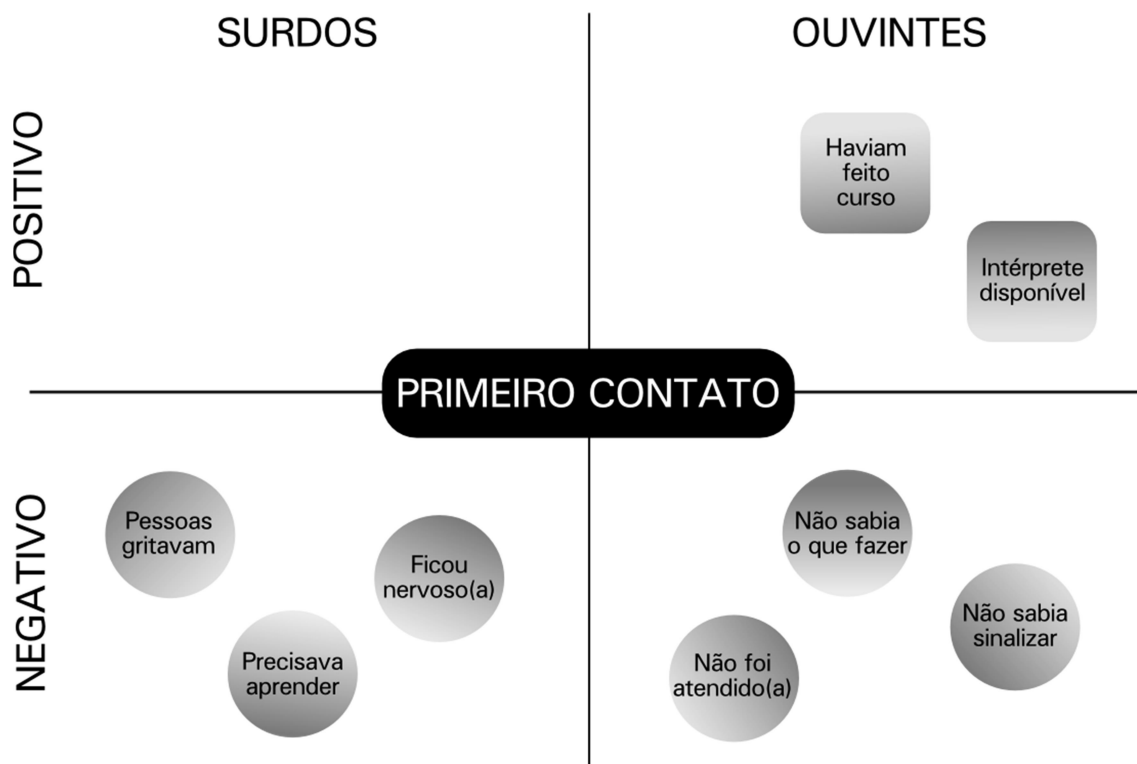 SURDOS
OUVINTES
POSITIVO
Haviam
feito
curso
Intérprete
disponível
PRIMEIRO CONTATO
NEGATIVO
Pessoas
gritavam
Ficou
nervoso(a)
Precisava
aprender
Não sabia
o que fazer
Não sabia
sinalizar
Não foi
atendido(a)